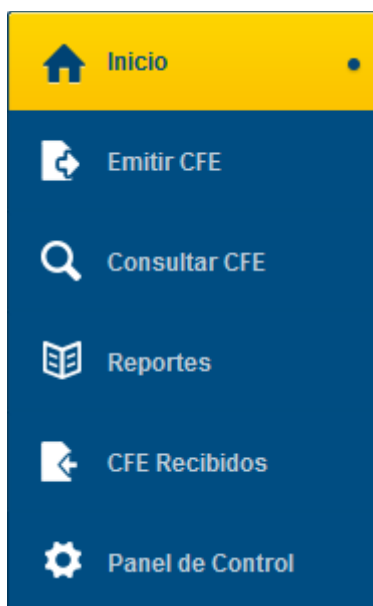 Inicio
Emitir CFE
Consultar CFE
Reportes
CFE Recibidos
Panel de Control